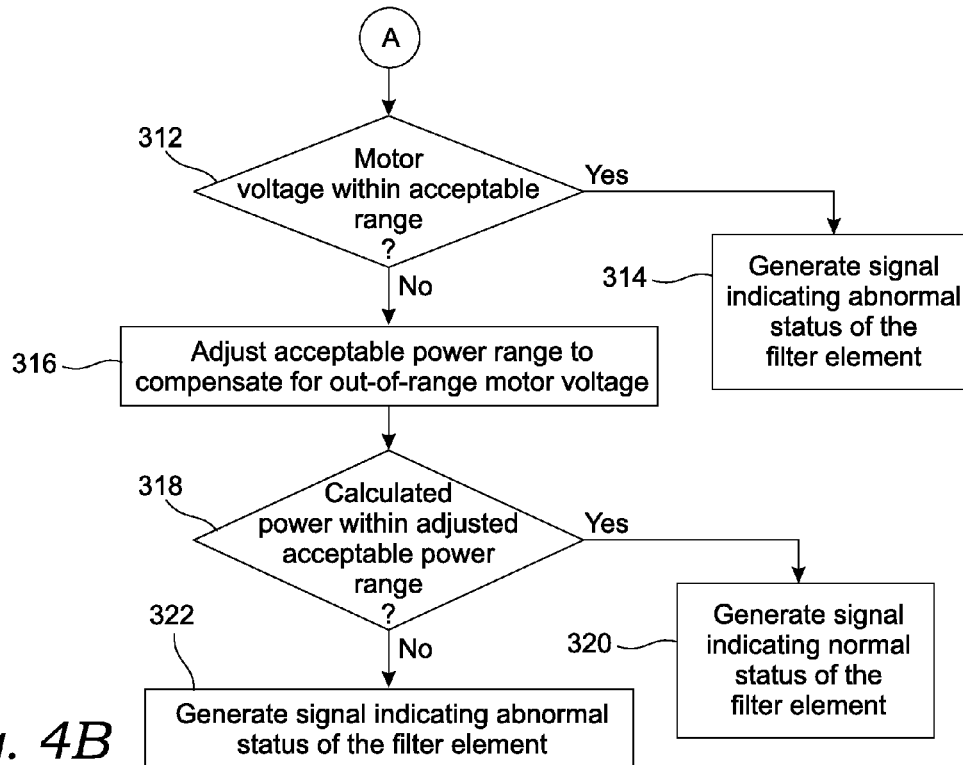 A
312
Motor
voltage within acceptable
range
?
Yes
No
314
Generate signal
indicating abnormal
status of the
filter element
316
Adjust acceptable power range to
compensate for out-of-range motor voltage
318
Calculated
power within adjusted
acceptable power
range
?
Yes
No
320
Generate signal
indicating normal
status of the
filter element
322
Generate signal indicating abnormal
status of the filter element
g. 4B